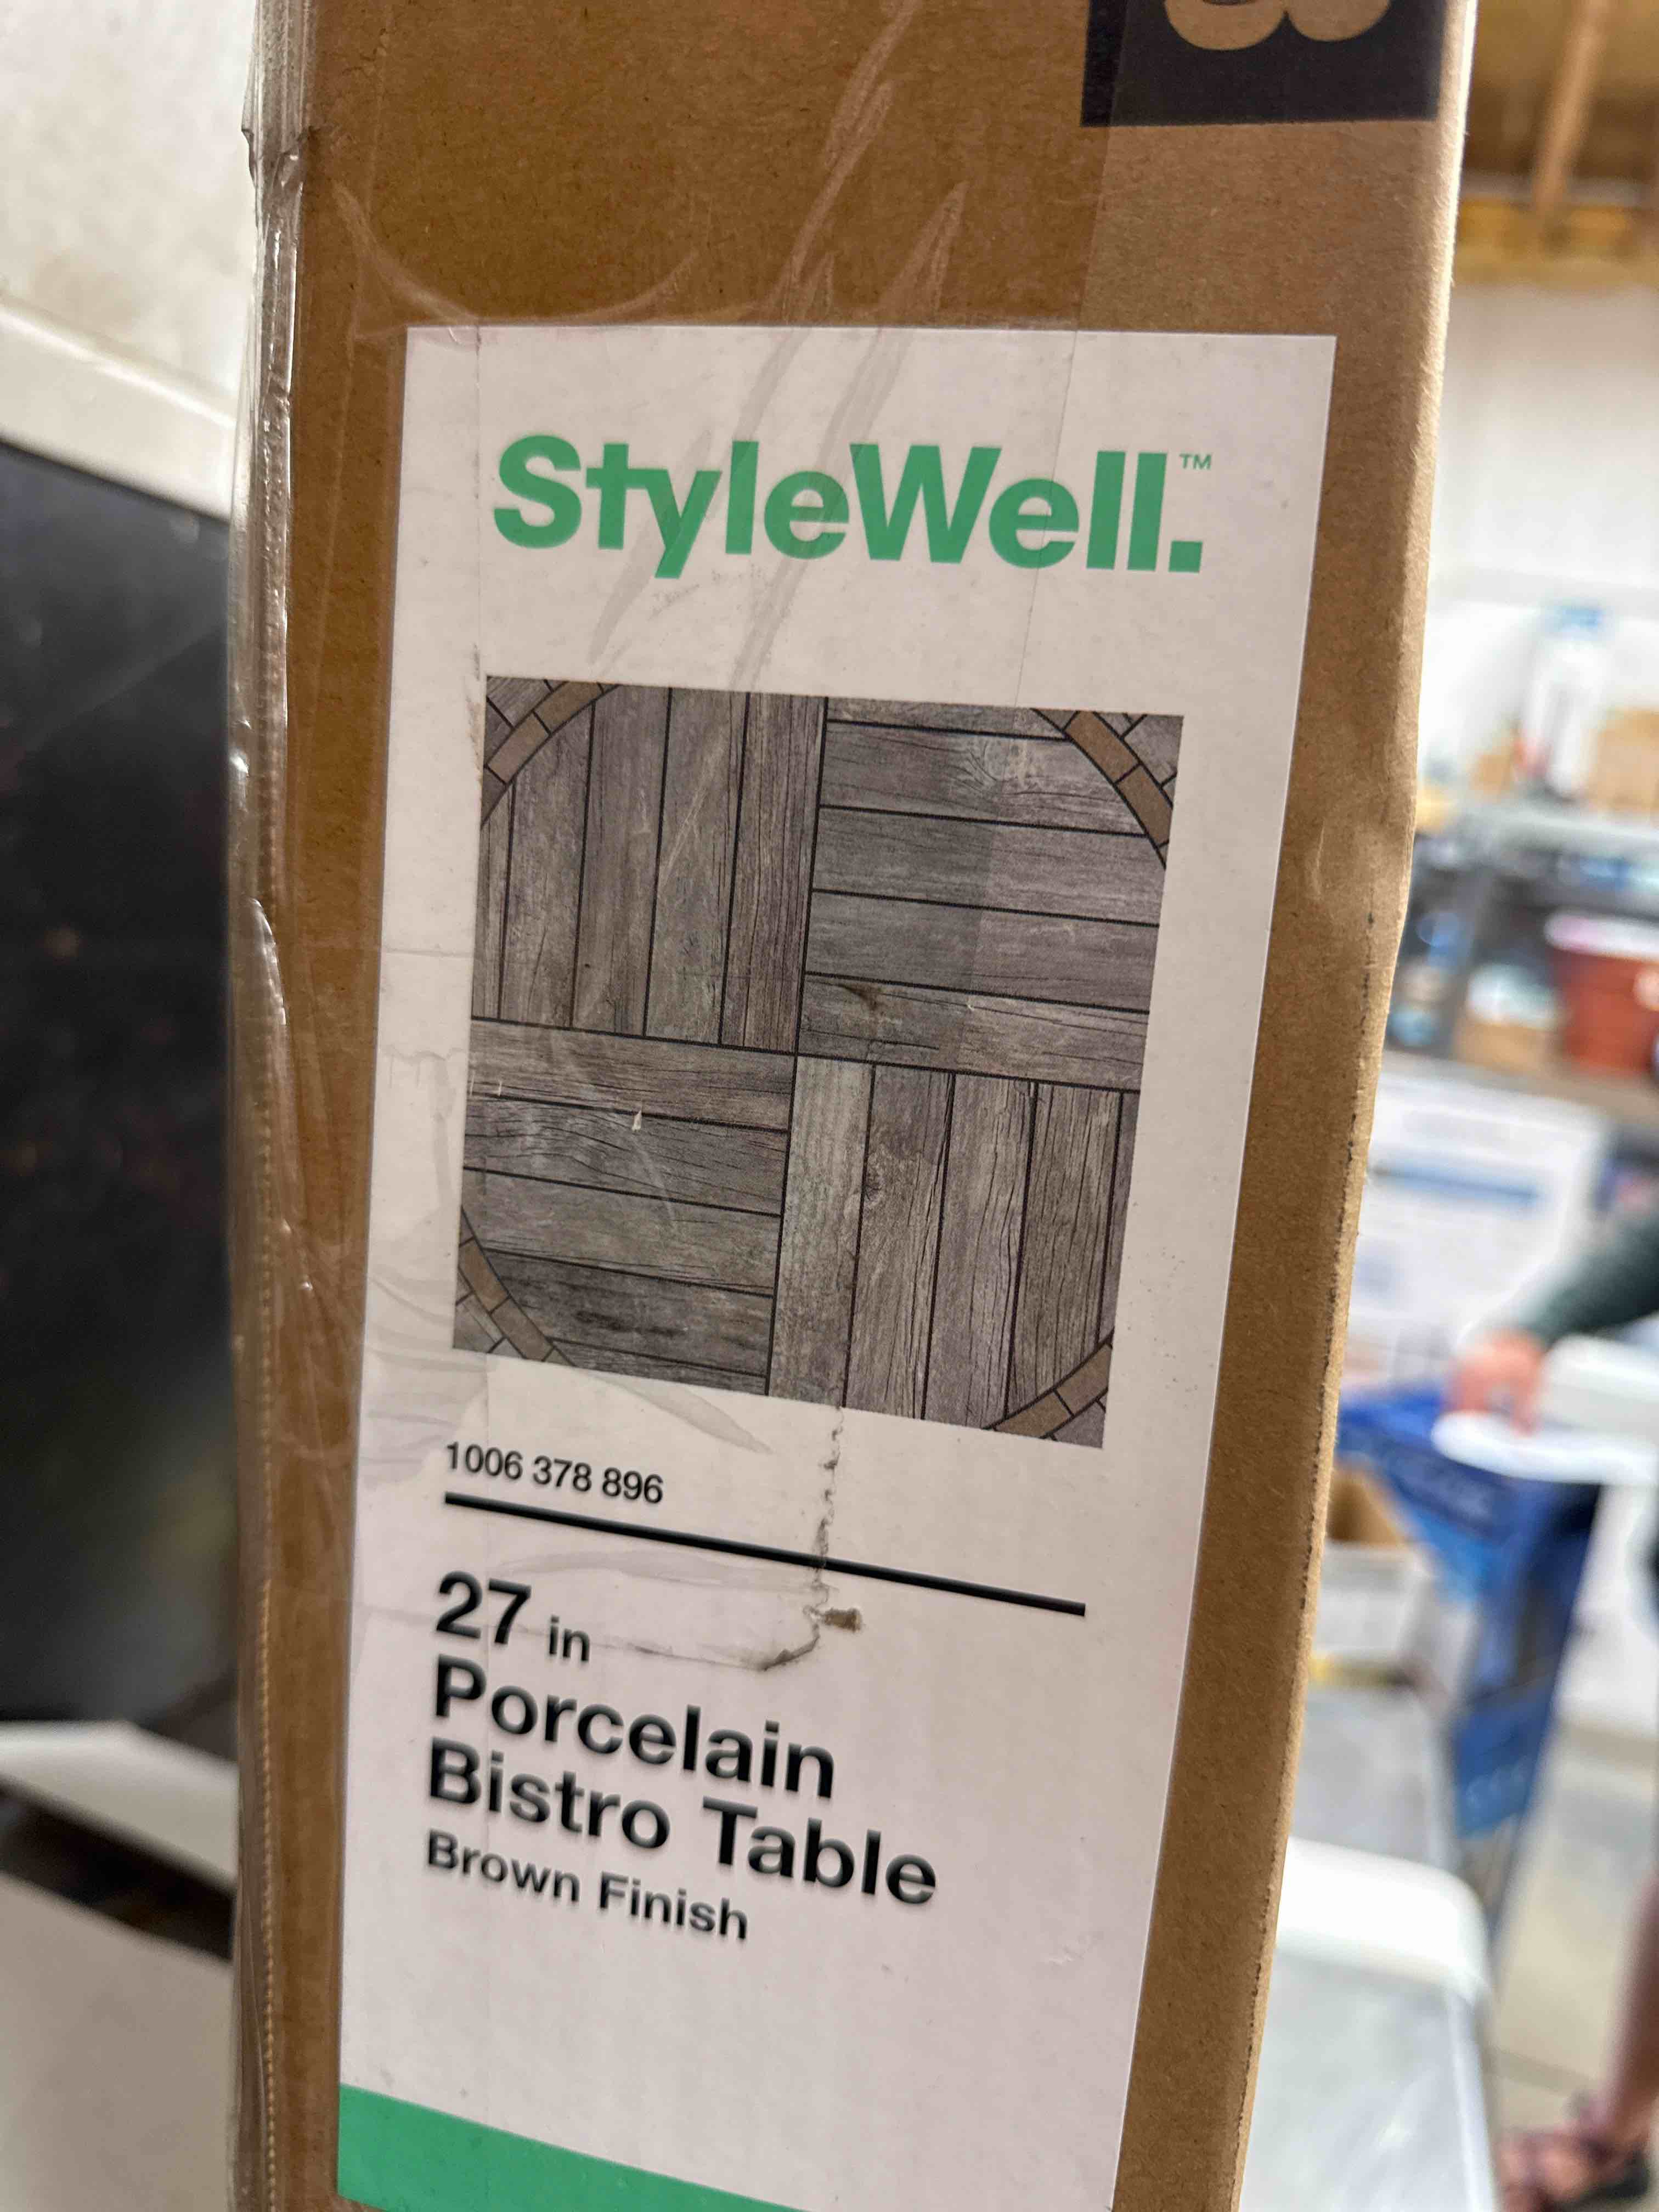 StyleWell.™
1006 378 896
27 in
Porcelain
Bistro Table
Brown Finish